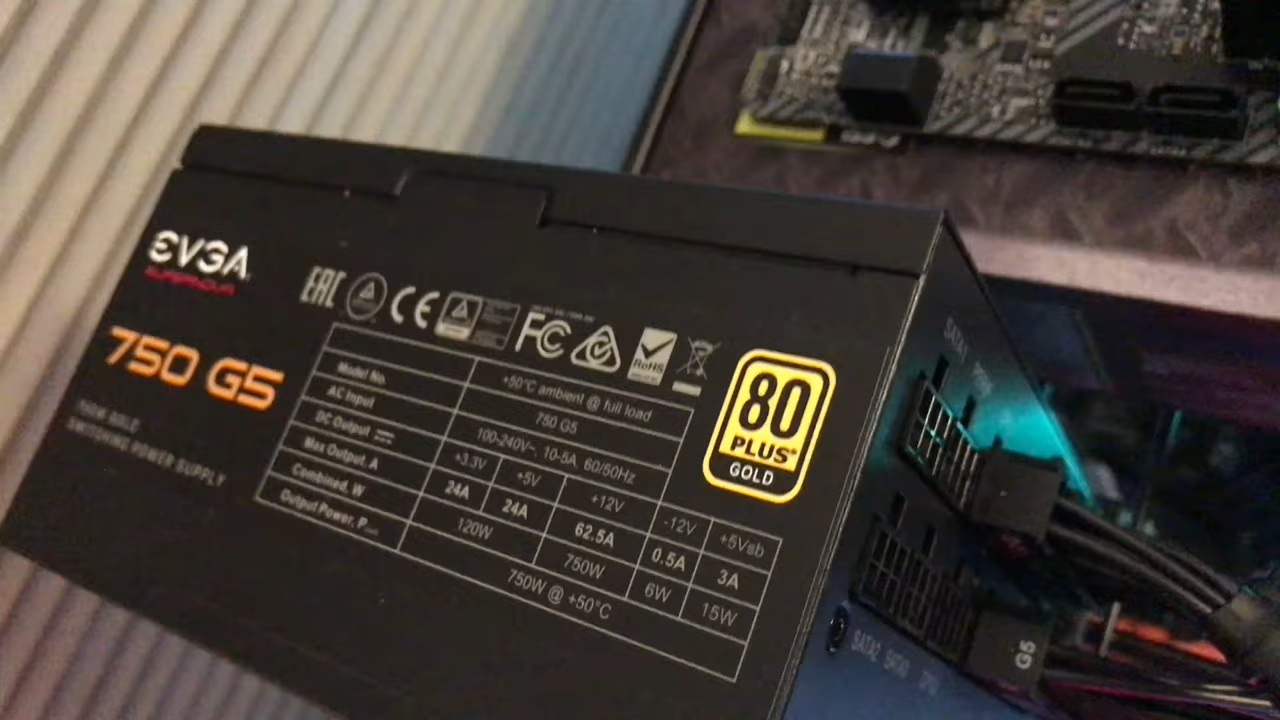 EVGA
SUPERNOVA
750 G5
750W GOLD
SWITCHING POWER SUPPLY
EAC CE FC RoHS
+50°C ambient @ full load
Model No. 750 G5
AC Input 100-240V~, 10-5A, 60/50Hz
DC Output +3.3V +5V +12V -12V +5Vsb
Max Output, A 24A 24A 62.5A 0.5A 3A
Combined, W 120W 750W 6W 15W
Output Power, P 750W @ +50°C
80
PLUS
GOLD
SATA1
SATA2 SATA3
G5